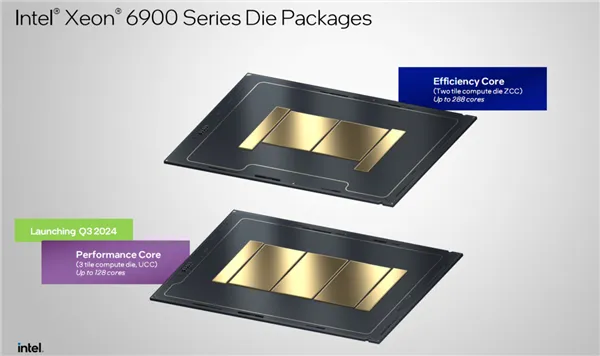 Intel® Xeon® 6900 Series Die Packages
Efficiency Core
(Two tile compute die ZCC)
Up to 288 cores
Launching Q3 2024
Performance Core
(3 tile compute die, UCC)
Up to 128 cores
intel